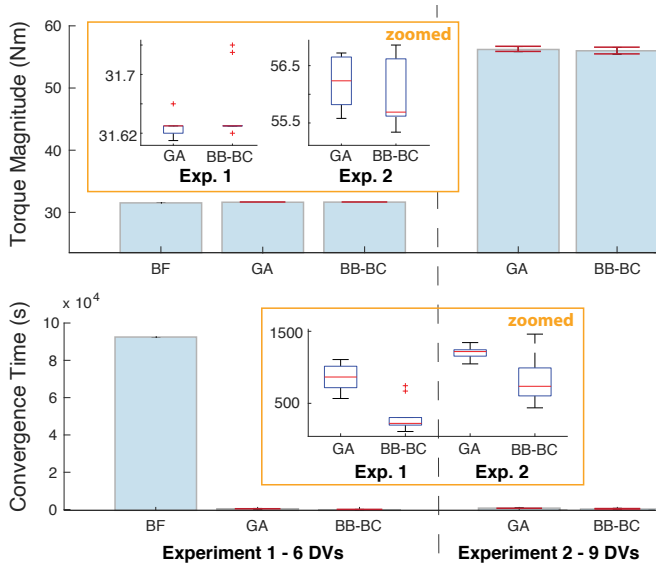 Torque Magnitude (Nm)
60
50
40
30
zoomed
31.7
31.62
GA
BB-BC
Exp. 1
56.5
55.5
GA
BB-BC
Exp. 2
BF
GA
BB-BC
GA
BB-BC
Convergence Time (s)
x 10⁴
10
8
6
4
2
0
zoomed
1500
500
GA
BB-BC
Exp. 1
GA
BB-BC
Exp. 2
BF
GA
BB-BC
GA
BB-BC
Experiment 1 - 6 DVs
Experiment 2 - 9 DVs